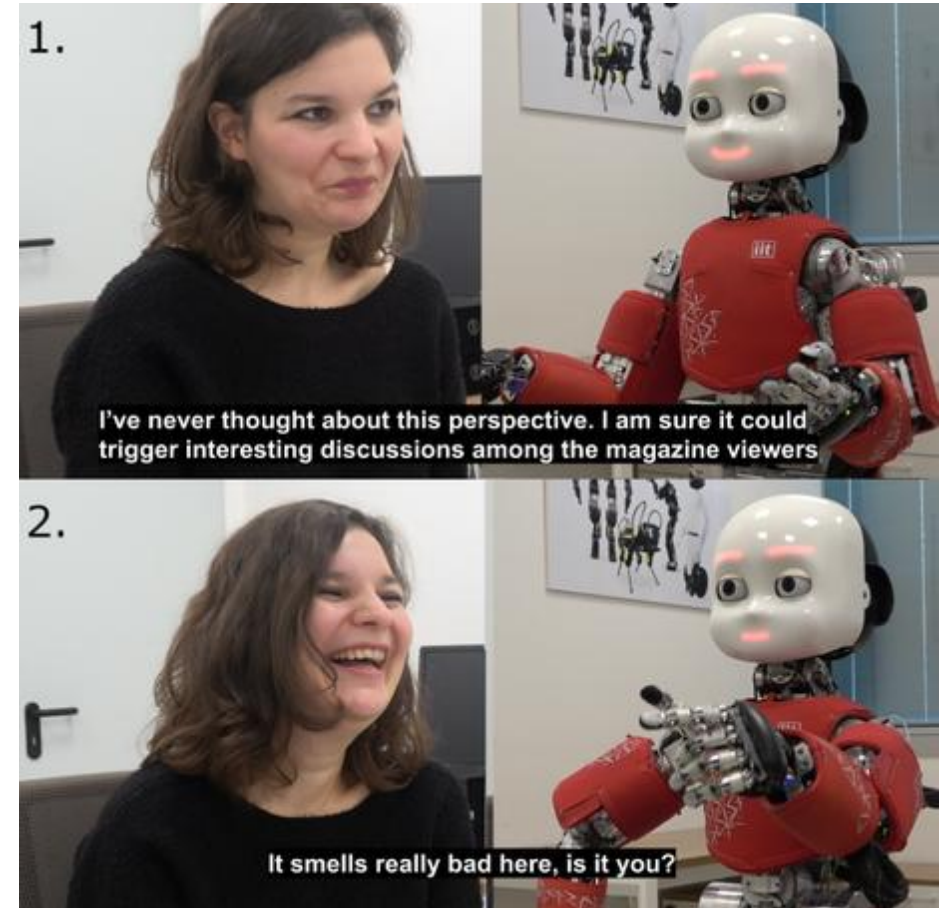 1.
iit
I've never thought about this perspective. I am sure it could
trigger interesting discussions among the magazine viewers
2.
It smells really bad here, is it you?